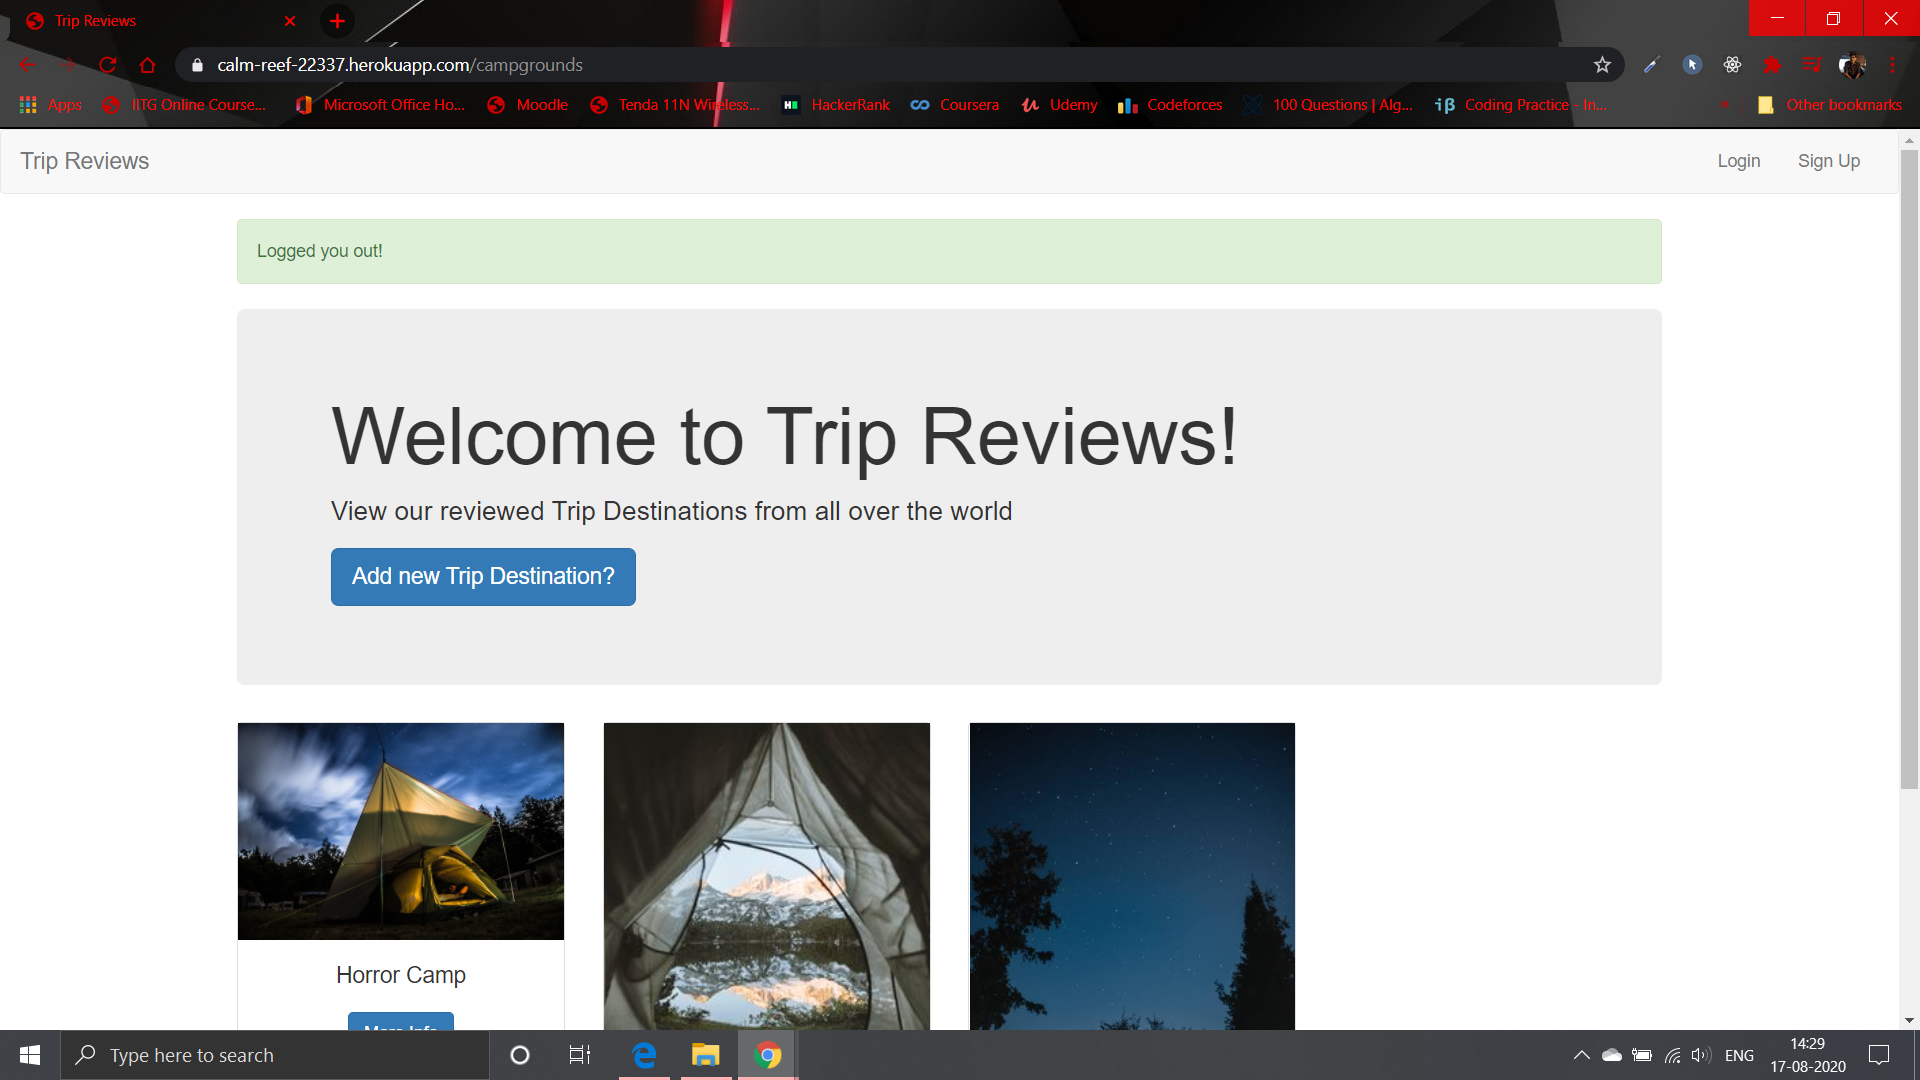 Trip Reviews
calm-reef-22337.herokuapp.com/campgrounds
Apps IITG Online Course... Microsoft Office Ho... Moodle Tenda 11N Wireless... HackerRank Coursera Udemy Codeforces 100 Questions | Alg... Coding Practice - In... Other bookmarks
Trip Reviews Login Sign Up
Logged you out!
Welcome to Trip Reviews!
View our reviewed Trip Destinations from all over the world
Add new Trip Destination?
Horror Camp
More Info
Type here to search
ENG
14:29
17-08-2020